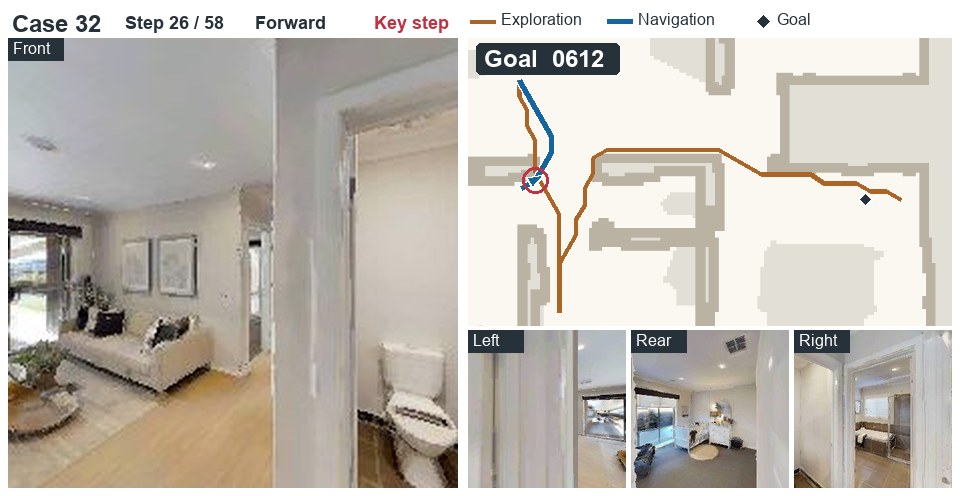 Case 32 Step 26 / 58 Forward Key step
Exploration Navigation Goal
Front
Goal 0612
Left
Rear
Right